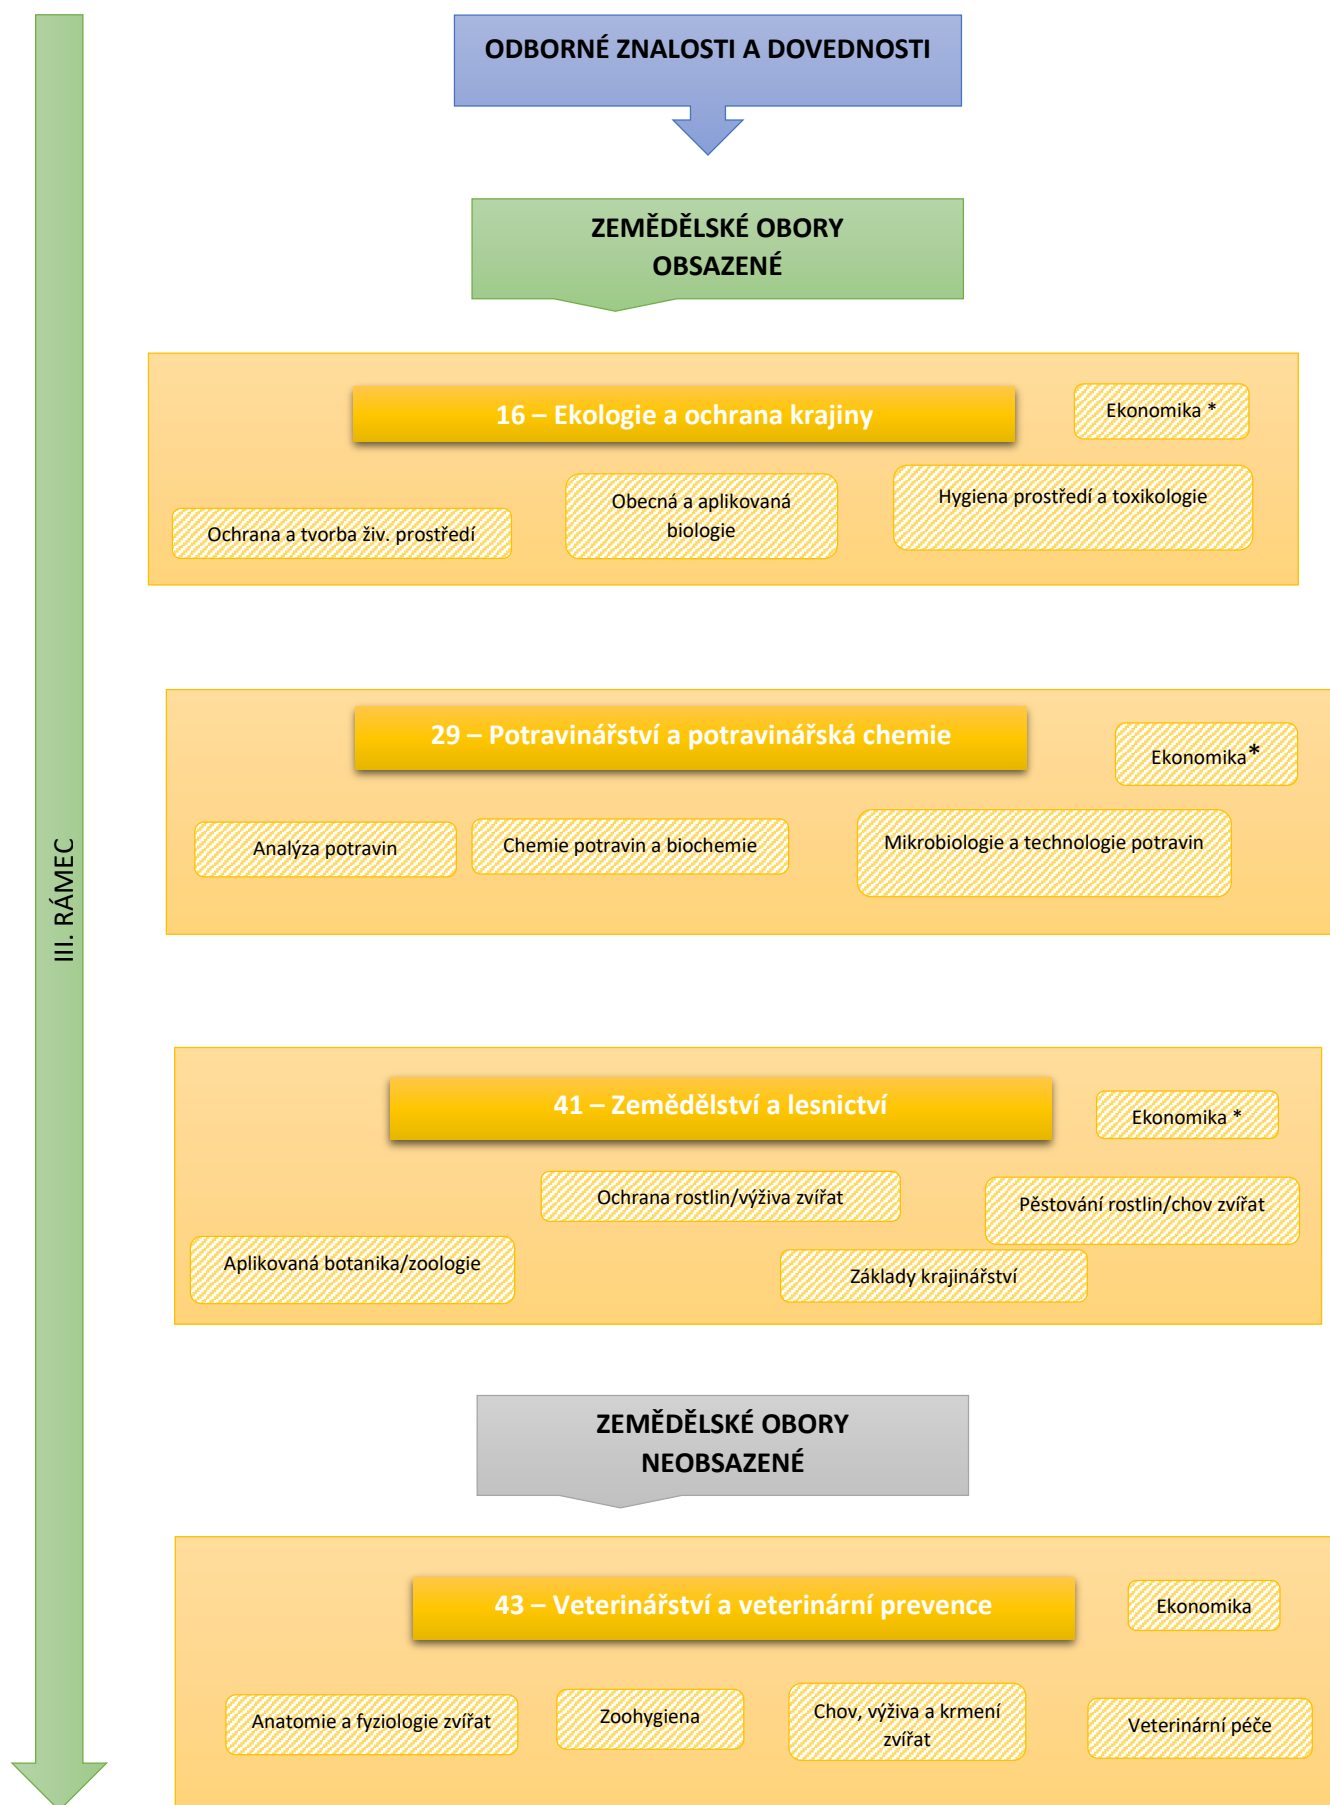 ODBORNÉ ZNALOSTI A DOVEDNOSTI
ZEMĚDĚLSKÉ OBORY
OBSAZENÉ
16 – Ekologie a ochrana krajiny
Ekonomika *
Ochrana a tvorba živ. prostředí
Obecná a aplikovaná
biologie
Hygiena prostředí a toxikologie
29 – Potravinářství a potravinářská chemie
Ekonomika*
Analýza potravin
Chemie potravin a biochemie
Mikrobiologie a technologie potravin
III. RÁMEC
41 – Zemědělství a lesnictví
Ekonomika *
Ochrana rostlin/výživa zvířat
Pěstování rostlin/chov zvířat
Aplikovaná botanika/zoologie
Základy krajinářství
ZEMĚDĚLSKÉ OBORY
NEOBSAZENÉ
43 – Veterinářství a veterinární prevence
Ekonomika
Anatomie a fyziologie zvířat
Zoohygiena
Chov, výživa a krmení
zvířat
Veterinární péče